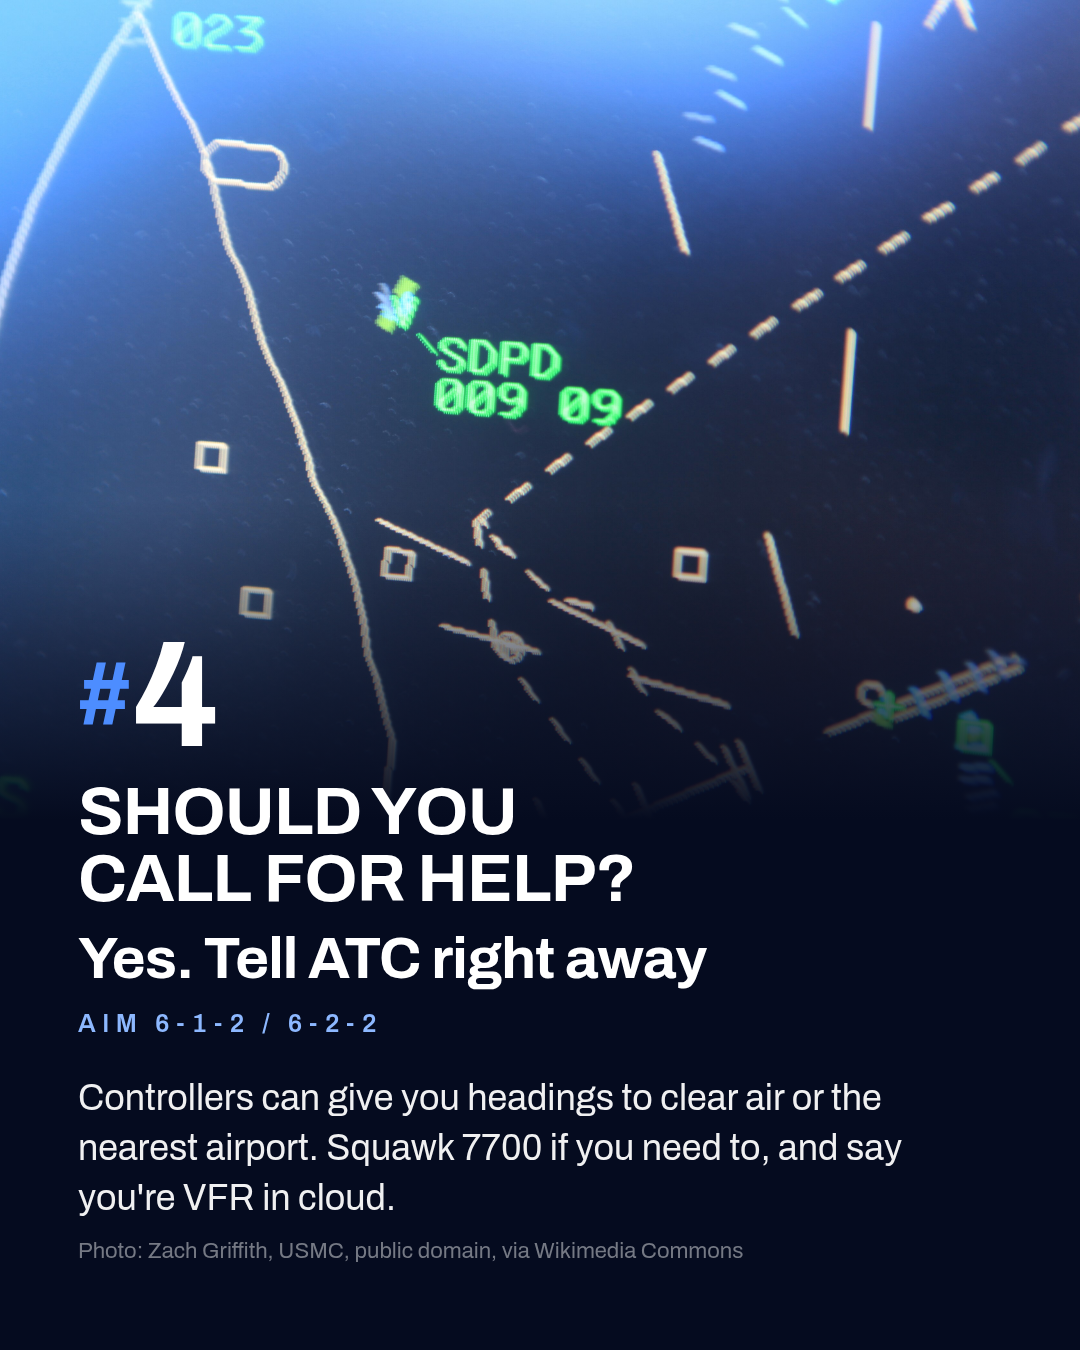 023
SDPD
009 09
#4
SHOULD YOU
CALL FOR HELP?
Yes. Tell ATC right away
AIM 6-1-2 / 6-2-2
Controllers can give you headings to clear air or the
nearest airport. Squawk 7700 if you need to, and say
you're VFR in cloud.
Photo: Zach Griffith, USMC, public domain, via Wikimedia Commons